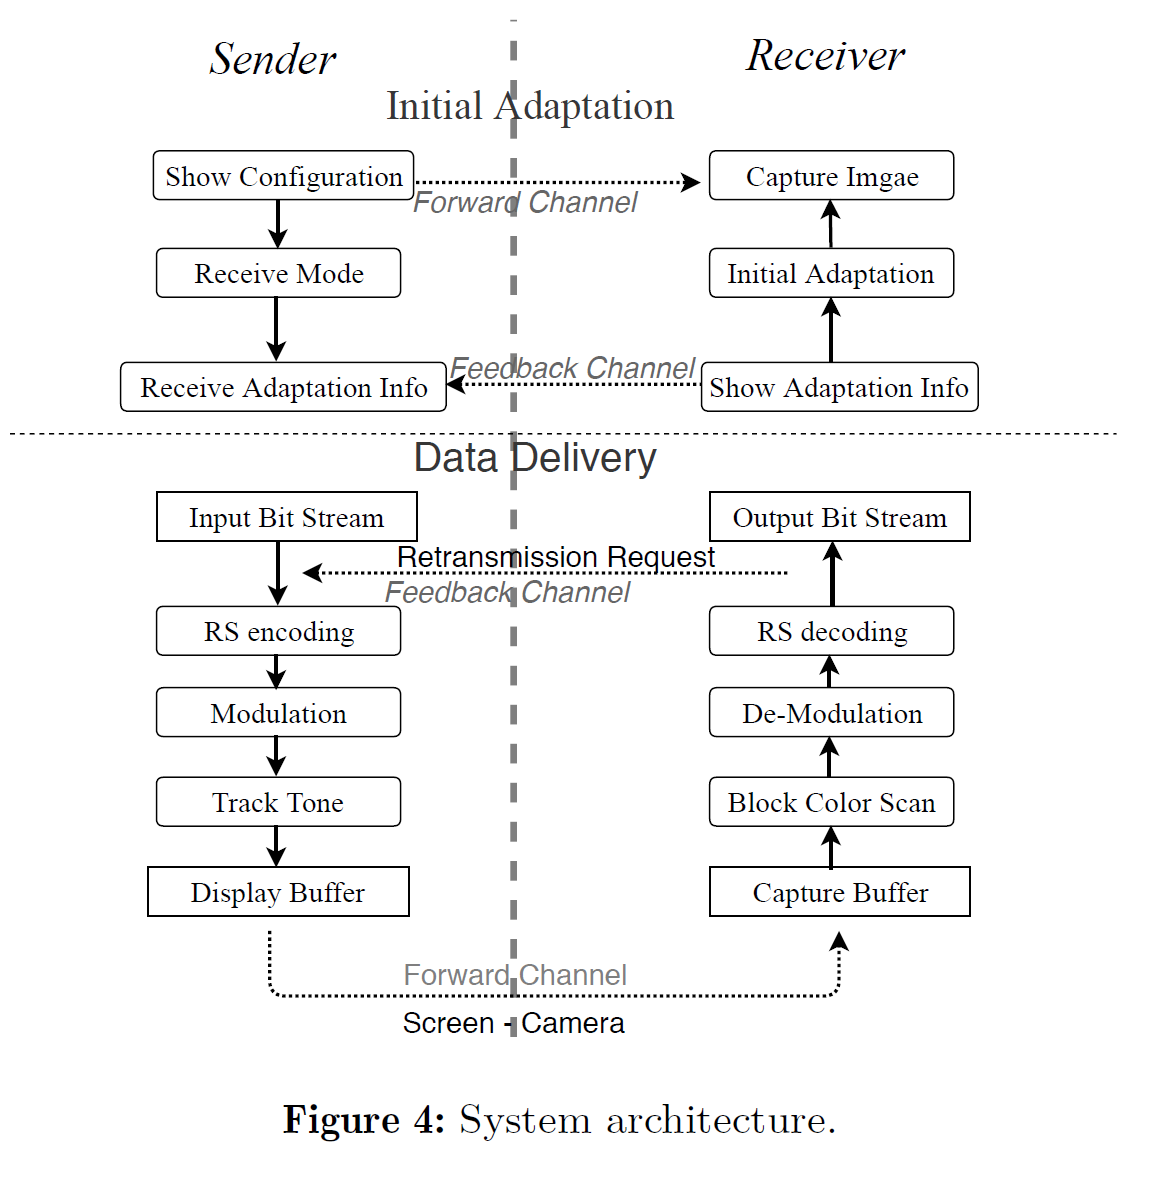 Sender
Receiver
Initial Adaptation
Show Configuration
Capture Imgae
Forward Channel
Receive Mode
Initial Adaptation
Feedback Channel
Receive Adaptation Info
Show Adaptation Info
Data Delivery
Input Bit Stream
Output Bit Stream
Retransmission Request
Feedback Channel
RS encoding
RS decoding
Modulation
De-Modulation
Track Tone
Block Color Scan
Display Buffer
Capture Buffer
Forward Channel
Screen - Camera
Figure 4: System architecture.